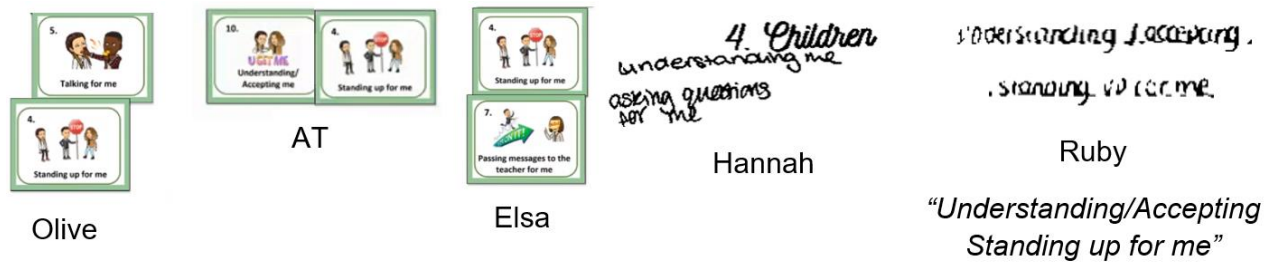 5.
Talking for me
4.
Standing up for me
Olive
10.
U GET ME
Understanding/
Accepting me
4.
Standing up for me
AT
4.
Standing up for me
7.
Passing messages to the
teacher for me
Elsa
4. Children
understanding me
asking questions
for me
Hannah
understanding / accepting.
. standing up for me
Ruby
“Understanding/Accepting
Standing up for me”